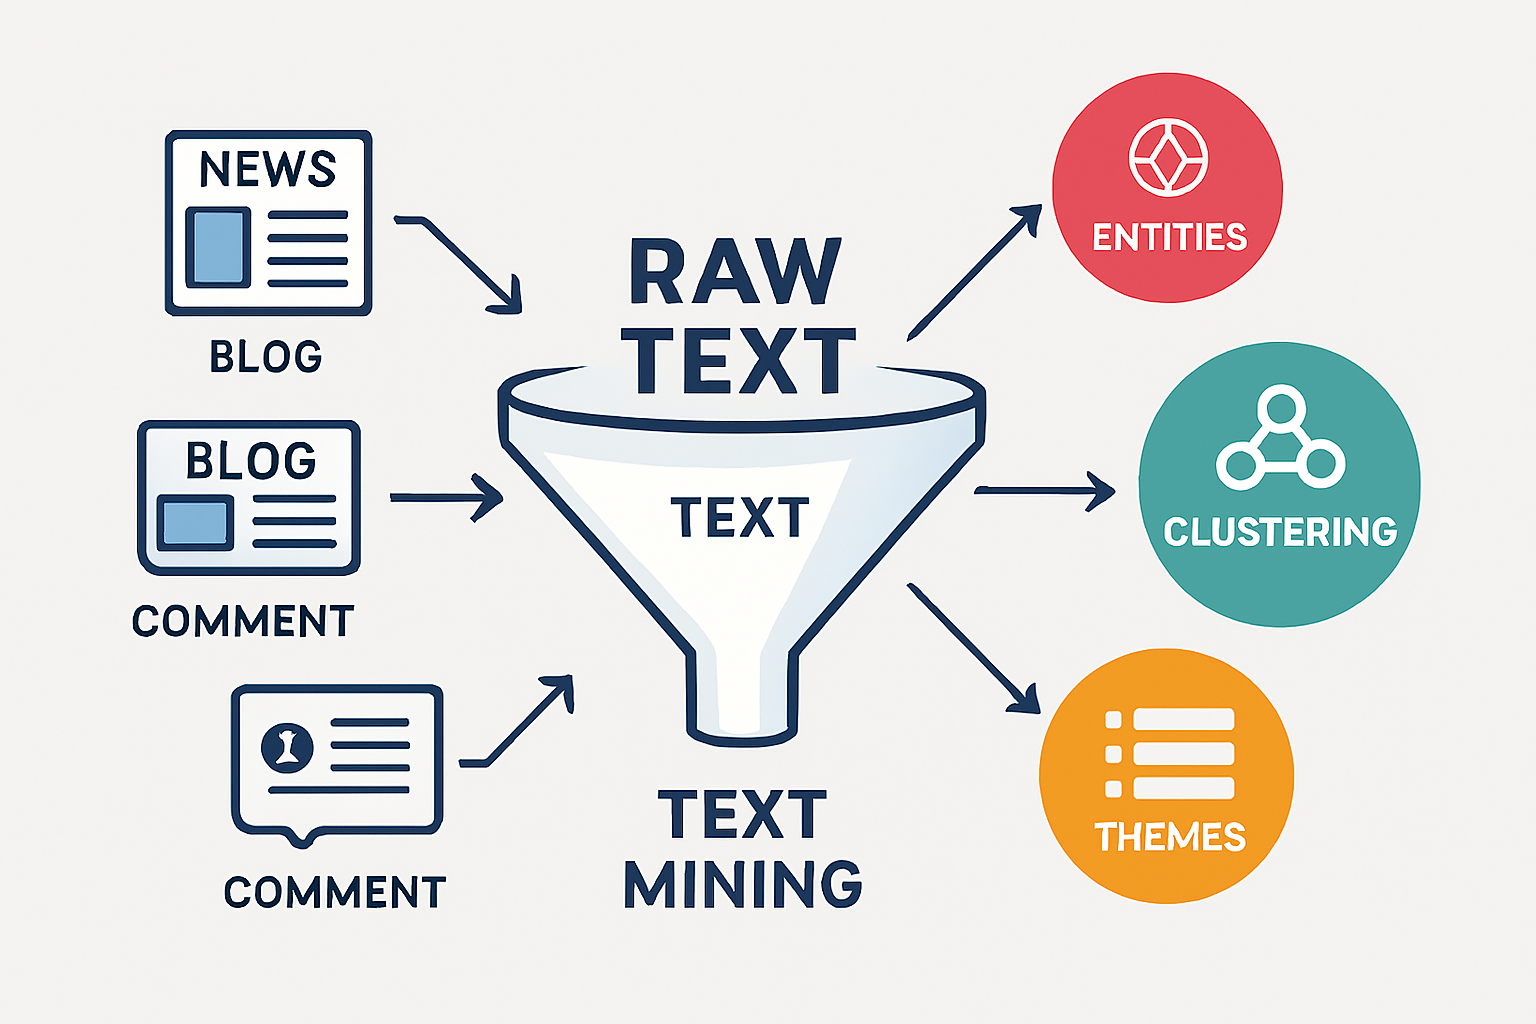 NEWS
BLOG
BLOG
COMMENT
COMMENT
RAW
TEXT
TEXT
TEXT
MINING
ENTITIES
CLUSTERING
THEMES